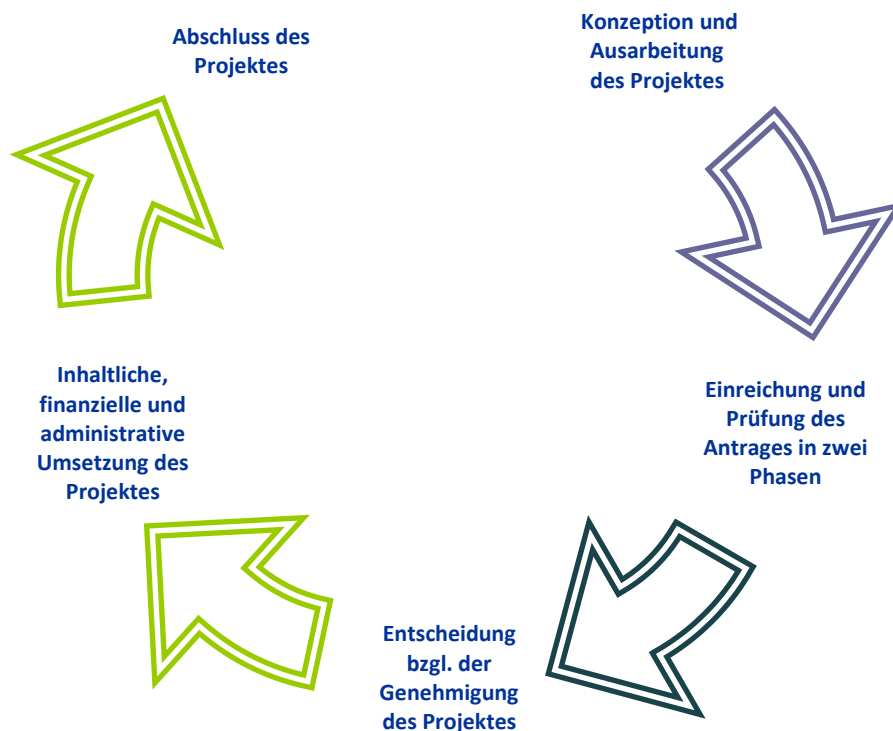 Abschluss des
Projektes
Konzeption und
Ausarbeitung
des Projektes
Inhaltliche,
finanzielle und
administrative
Umsetzung des
Projektes
Einreichung und
Prüfung des
Antrages in zwei
Phasen
Entscheidung
bzgl. der
Genehmigung
des Projektes